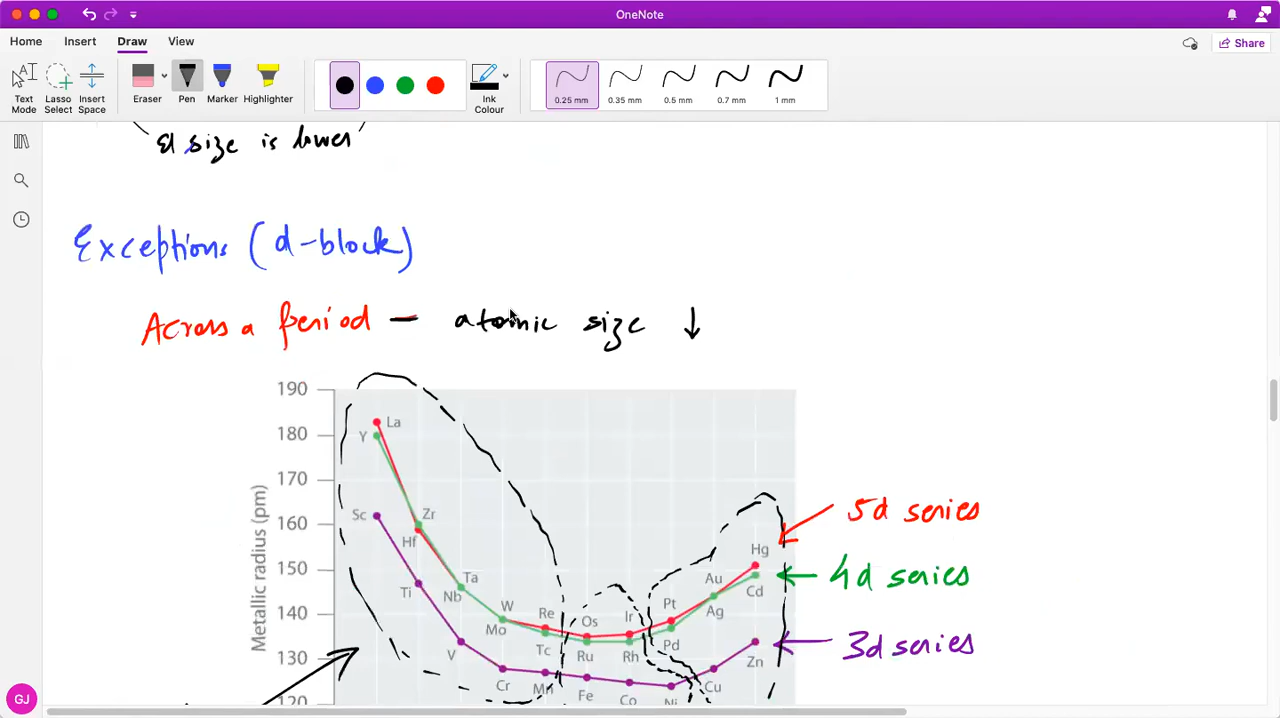 OneNote
Home Insert Draw View
Share
Text Mode
Lasso Select
Insert Space
Eraser
Pen
Marker
Highlighter
Ink Colour
0.25 mm
0.35 mm
0.5 mm
0.7 mm
1 mm
size is lower
Exceptions (d-block)
Across a period - atomic size ↓
190
180
170
160
150
140
130
120
Metallic radius (pm)
La
Y
Sc
Zr
Hf
Ti
Ta
Nb
V
W
Mo
Cr
Re
Tc
Mn
Os
Ru
Fe
Ir
Rh
Co
Pt
Pd
Ni
Au
Ag
Cu
Hg
Cd
Zn
5d series
4d series
3d series
GJ